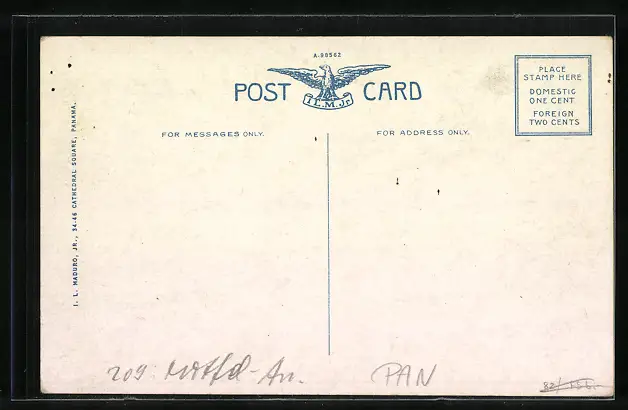 A-98562
POST CARD
I.L.M.Jr.
PLACE
STAMP HERE
DOMESTIC
ONE CENT
FOREIGN
TWO CENTS
FOR MESSAGES ONLY.
FOR ADDRESS ONLY.
I. L. MADURO, JR., 34-46 CATHEDRAL SQUARE, PANAMA.
209
PAN